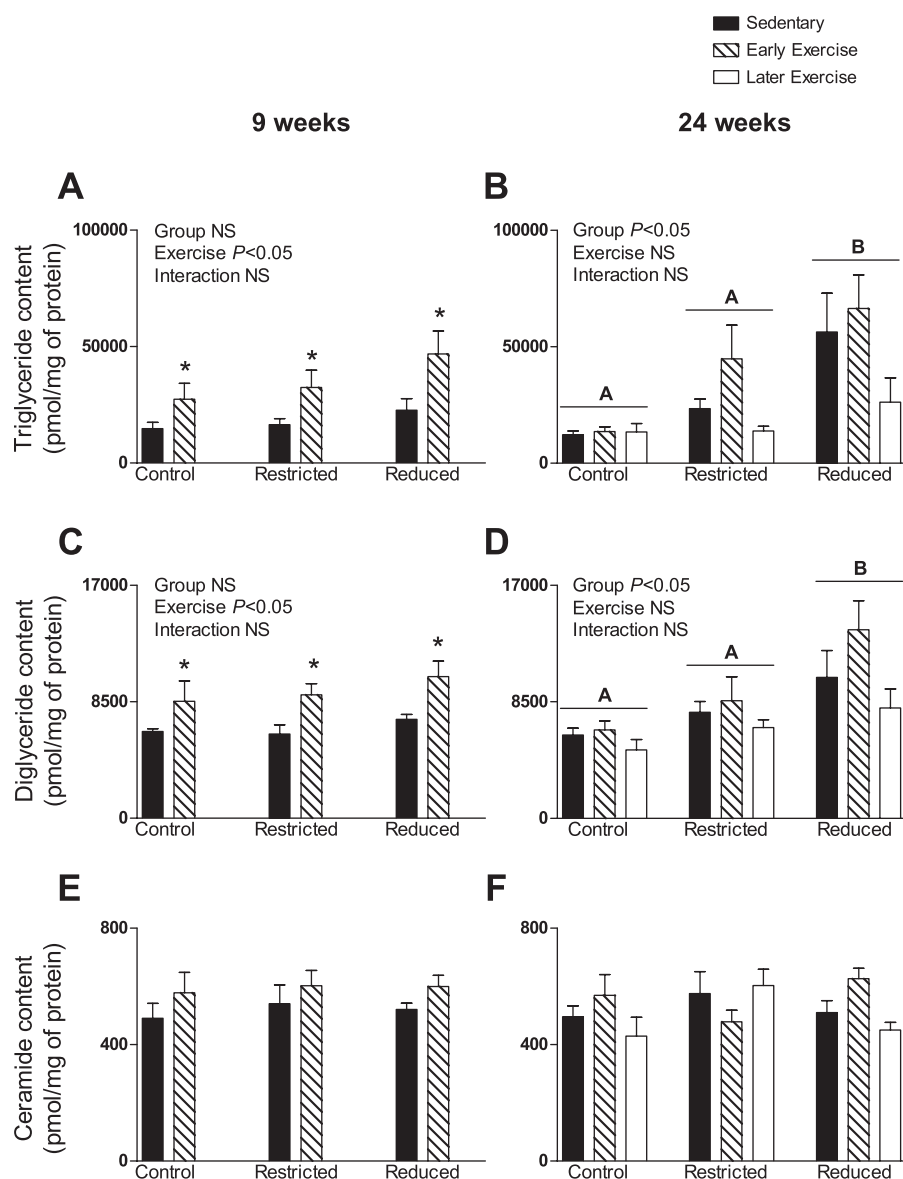 Sedentary
Early Exercise
Later Exercise
9 weeks
24 weeks
A
B
Triglyceride content
(pmol/mg of protein)
100000
50000
0
Group NS
Exercise P<0.05
Interaction NS
*
*
*
Control
Restricted
Reduced
100000
50000
0
Group P<0.05
Exercise NS
Interaction NS
A
A
B
Control
Restricted
Reduced
C
D
Diglyceride content
(pmol/mg of protein)
17000
8500
0
Group NS
Exercise P<0.05
Interaction NS
*
*
*
Control
Restricted
Reduced
17000
8500
0
Group P<0.05
Exercise NS
Interaction NS
A
A
B
Control
Restricted
Reduced
E
F
Ceramide content
(pmol/mg of protein)
800
400
0
Control
Restricted
Reduced
800
400
0
Control
Restricted
Reduced